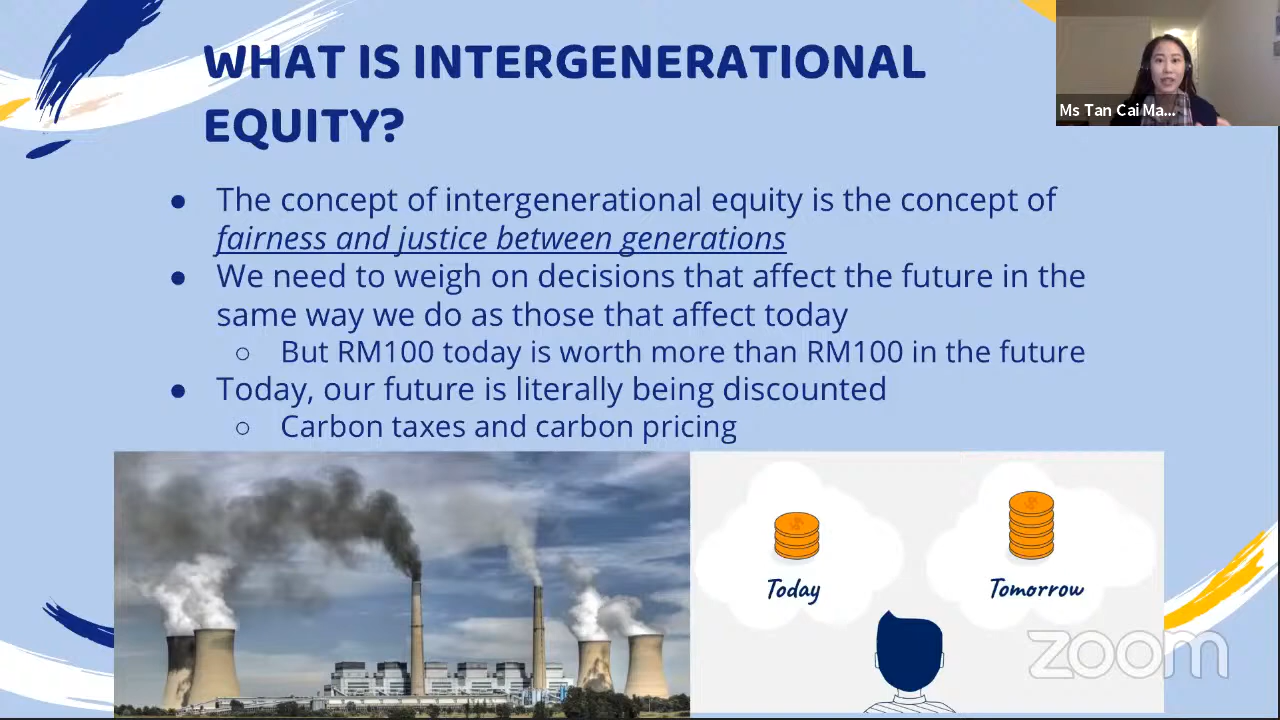 WHAT IS INTERGENERATIONAL
EQUITY?
Ms Tan Cai Ma...
● The concept of intergenerational equity is the concept of
fairness and justice between generations
● We need to weigh on decisions that affect the future in the
same way we do as those that affect today
○ But RM100 today is worth more than RM100 in the future
● Today, our future is literally being discounted
○ Carbon taxes and carbon pricing
Today
Tomorrow
zoom